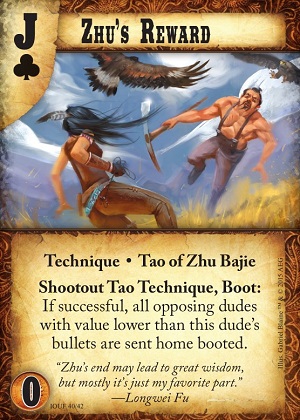 J
Zhu's Reward
Technique • Tao of Zhu Bajie
Shootout Tao Technique, Boot:
If successful, all opposing dudes
with value lower than this dude's
bullets are sent home booted.
"Zhu's end may lead to great wisdom,
but mostly it's just my favorite part."
—Longwei Fu
0